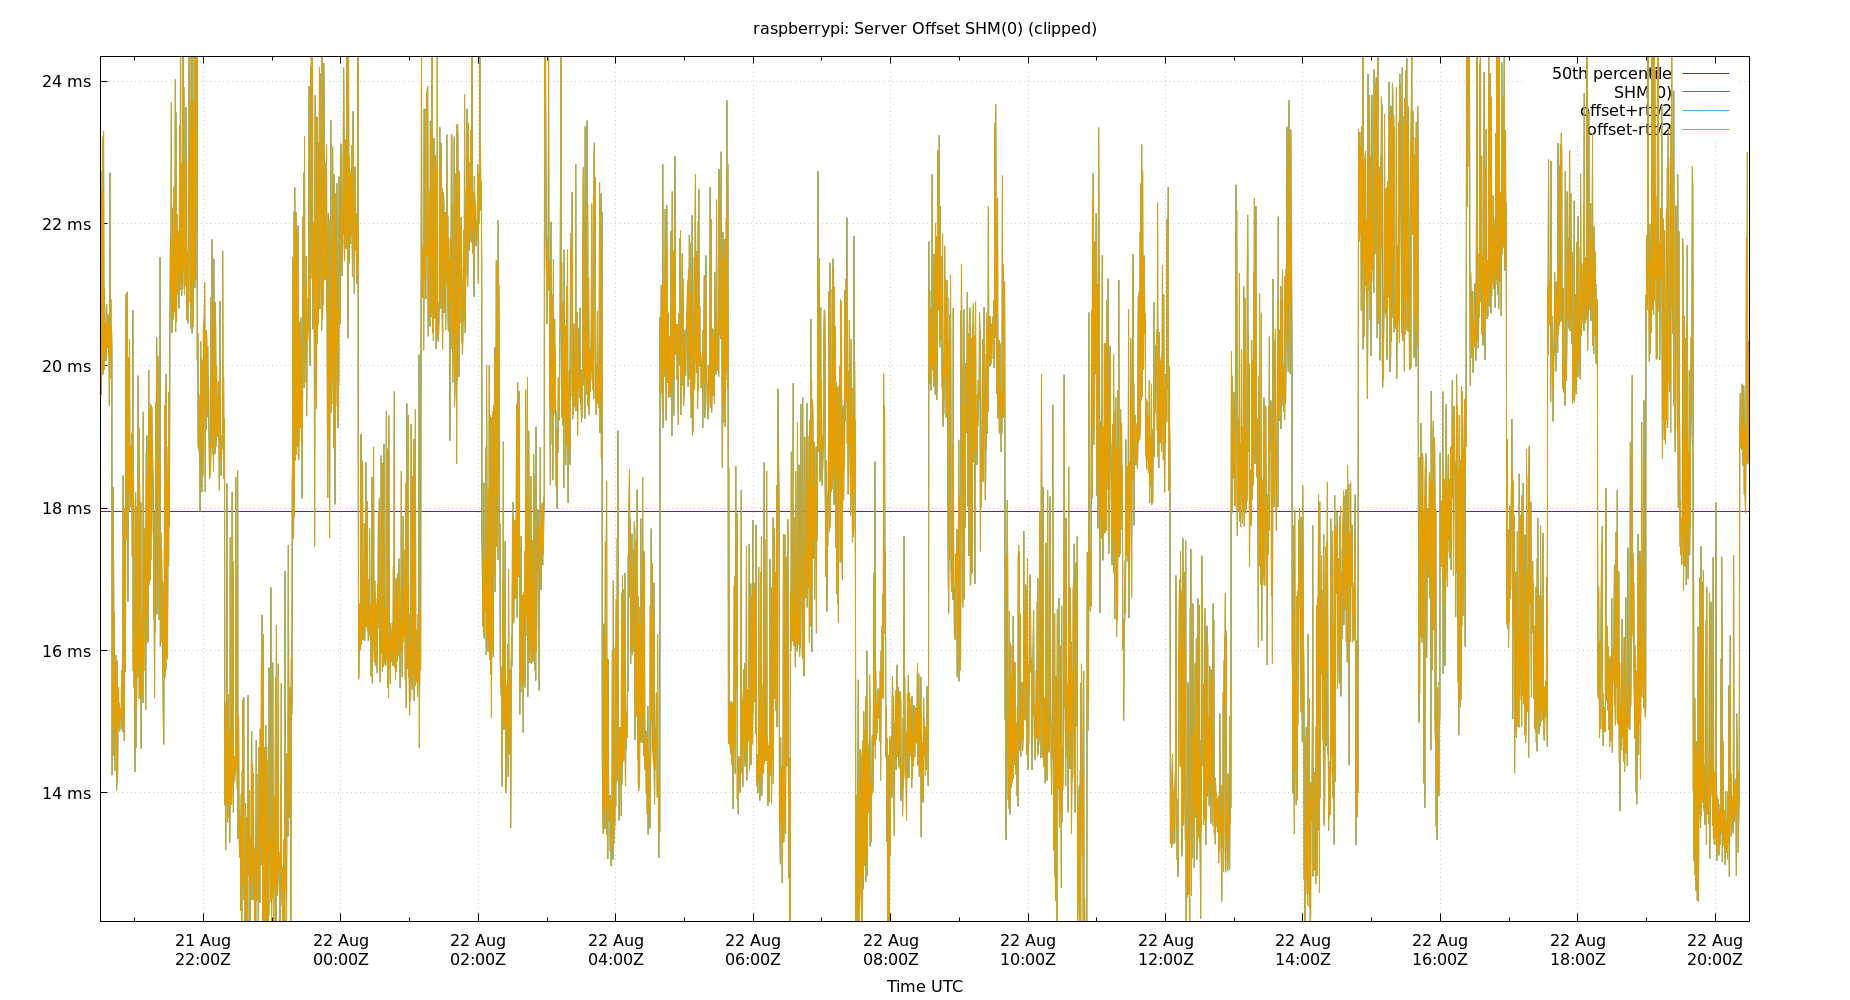 raspberrypi: Server Offset SHM(0) (clipped)
50th percentile
SHM(0)
offset+rtt/2
offset-rtt/2
24 ms
22 ms
20 ms
18 ms
16 ms
14 ms
21 Aug 22 Aug 22 Aug 22 Aug 22 Aug 22 Aug 22 Aug 22 Aug 22 Aug 22 Aug 22 Aug 22 Aug
22:00Z 00:00Z 02:00Z 04:00Z 06:00Z 08:00Z 10:00Z 12:00Z 14:00Z 16:00Z 18:00Z 20:00Z
Time UTC